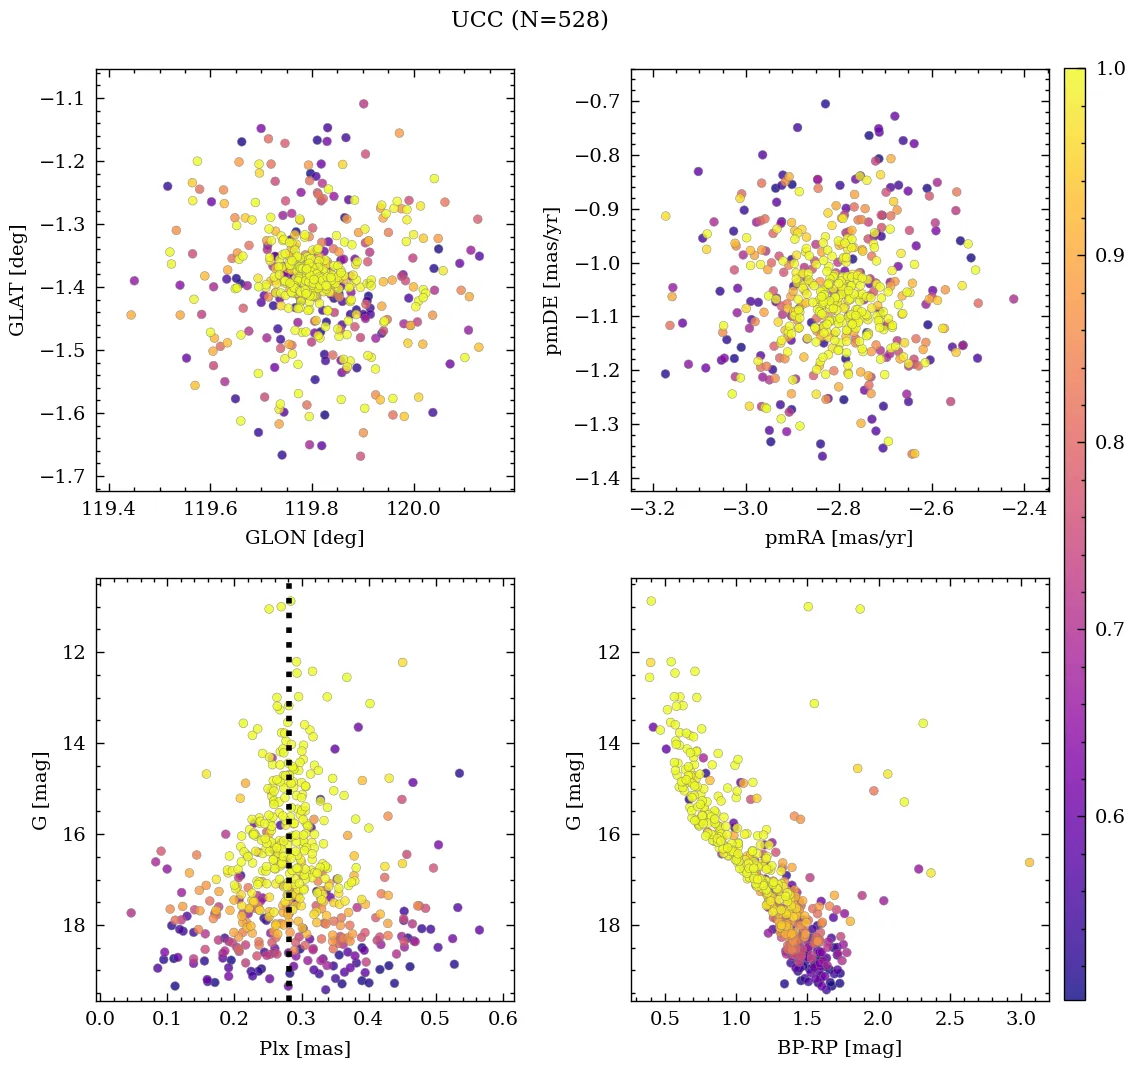 UCC (N=528)
−1.1
−1.2
−1.3
−1.4
−1.5
−1.6
−1.7
GLAT [deg]
119.4 119.6 119.8 120.0
GLON [deg]
−0.7
−0.8
−0.9
−1.0
−1.1
−1.2
−1.3
−1.4
pmDE [mas/yr]
−3.2 −3.0 −2.8 −2.6 −2.4
pmRA [mas/yr]
1.0
0.9
0.8
0.7
0.6
12
14
16
18
G [mag]
0.0 0.1 0.2 0.3 0.4 0.5 0.6
Plx [mas]
12
14
16
18
G [mag]
0.5 1.0 1.5 2.0 2.5 3.0
BP-RP [mag]